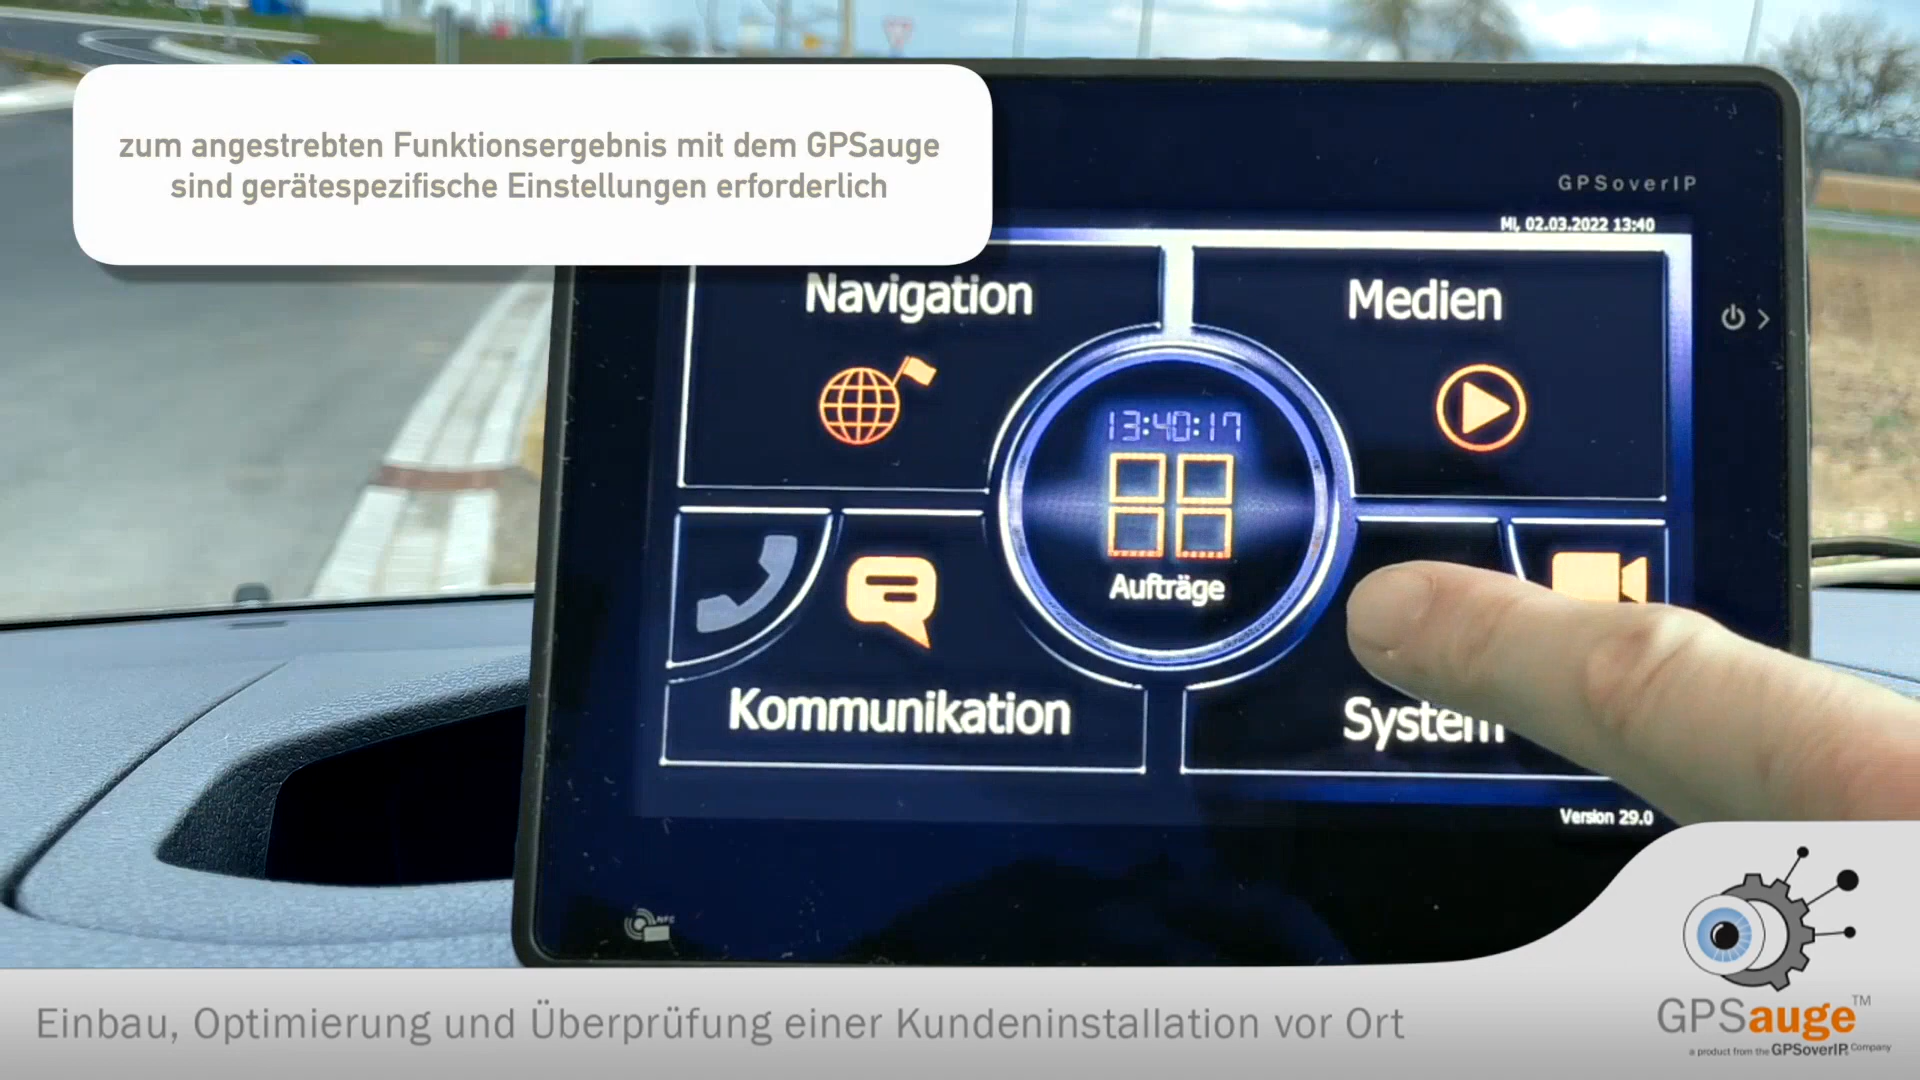 zum angestrebten Funktionsergebnis mit dem GPSauge
sind gerätespezifische Einstellungen erforderlich
GPSoverIP
Mi, 02.03.2022 13:40
Navigation
Medien
13:40:17
Aufträge
Kommunikation
System
Version 29.0
NFC
Einbau, Optimierung und Überprüfung einer Kundeninstallation vor Ort
GPSauge™
a product from the GPSoverIP Company